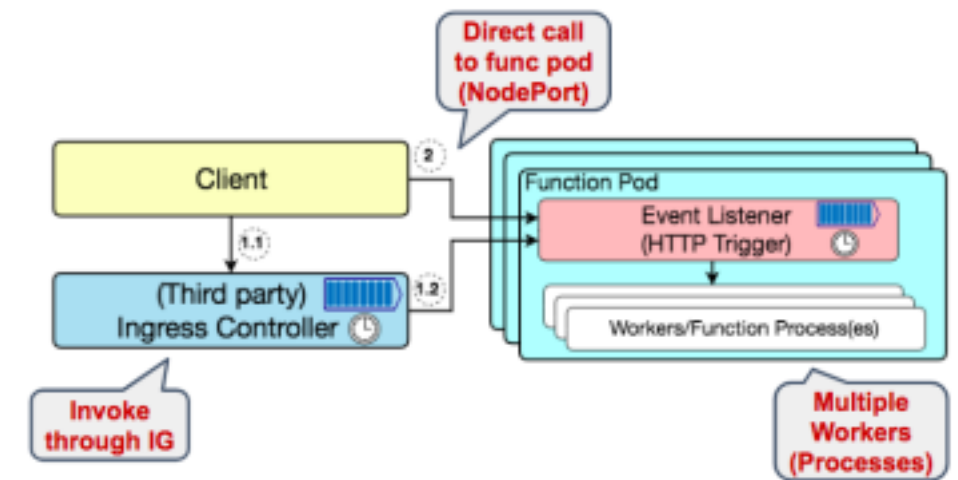 Direct call
to func pod
(NodePort)
2
Client
Function Pod
Event Listener
(HTTP Trigger)
1.1
1.2
(Third party)
Ingress Controller
Workers/Function Process(es)
Invoke
through IG
Multiple
Workers
(Processes)